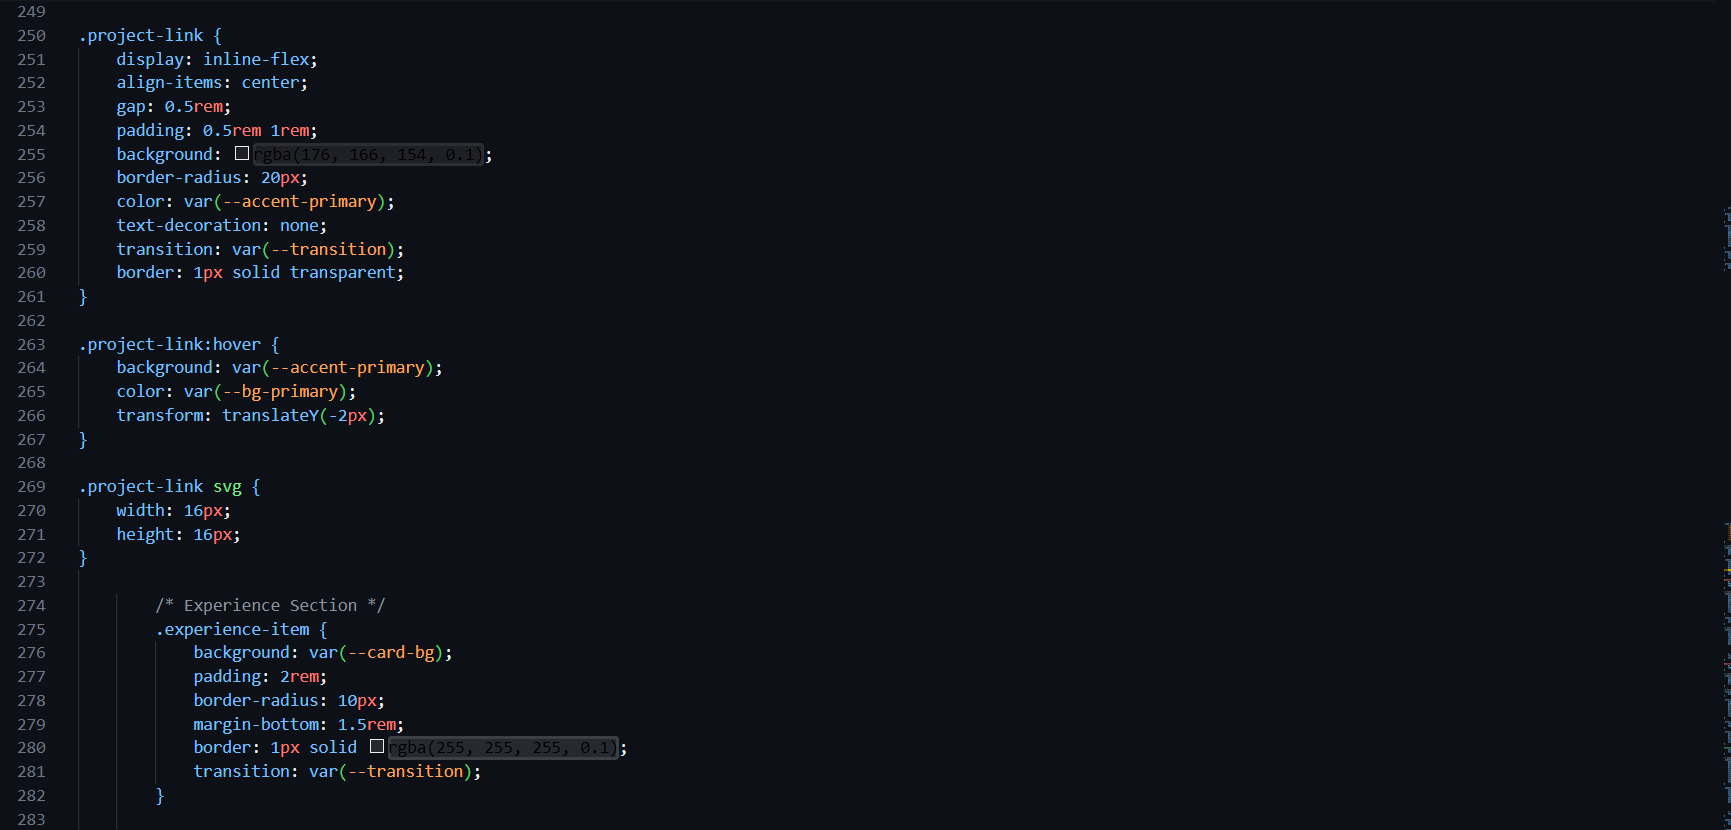 249
250 .project-link {
251     display: inline-flex;
252     align-items: center;
253     gap: 0.5rem;
254     padding: 0.5rem 1rem;
255     background: rgba(176, 166, 154, 0.1);
256     border-radius: 20px;
257     color: var(--accent-primary);
258     text-decoration: none;
259     transition: var(--transition);
260     border: 1px solid transparent;
261 }
262
263 .project-link:hover {
264     background: var(--accent-primary);
265     color: var(--bg-primary);
266     transform: translateY(-2px);
267 }
268
269 .project-link svg {
270     width: 16px;
271     height: 16px;
272 }
273
274         /* Experience Section */
275         .experience-item {
276             background: var(--card-bg);
277             padding: 2rem;
278             border-radius: 10px;
279             margin-bottom: 1.5rem;
280             border: 1px solid rgba(255, 255, 255, 0.1);
281             transition: var(--transition);
282         }
283